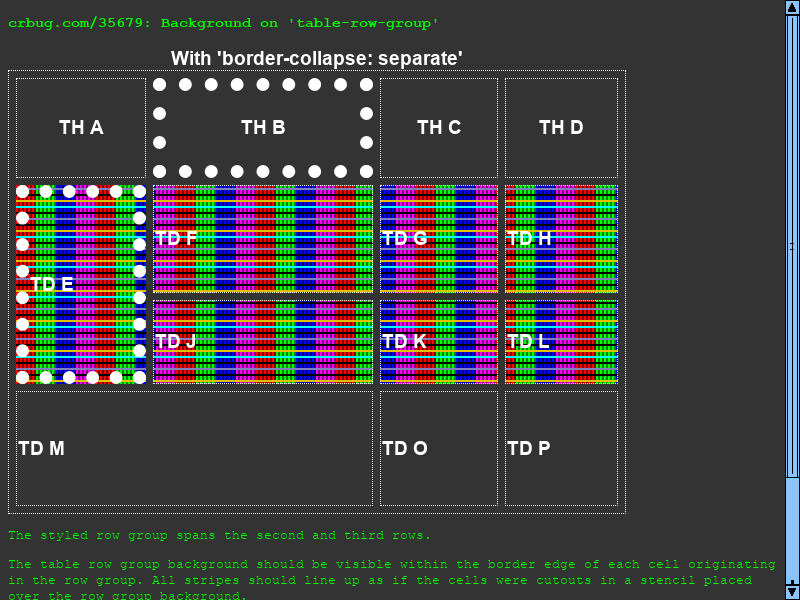 crbug.com/35679: Background on 'table-row-group'
With 'border-collapse: separate'
TH A TH B TH C TH D
TD F TD G TD H
TD E
TD J TD K TD L
TD M TD O TD P
The styled row group spans the second and third rows.
The table row group background should be visible within the border edge of each cell originating
in the row group. All stripes should line up as if the cells were cutouts in a stencil placed
over the row group background.